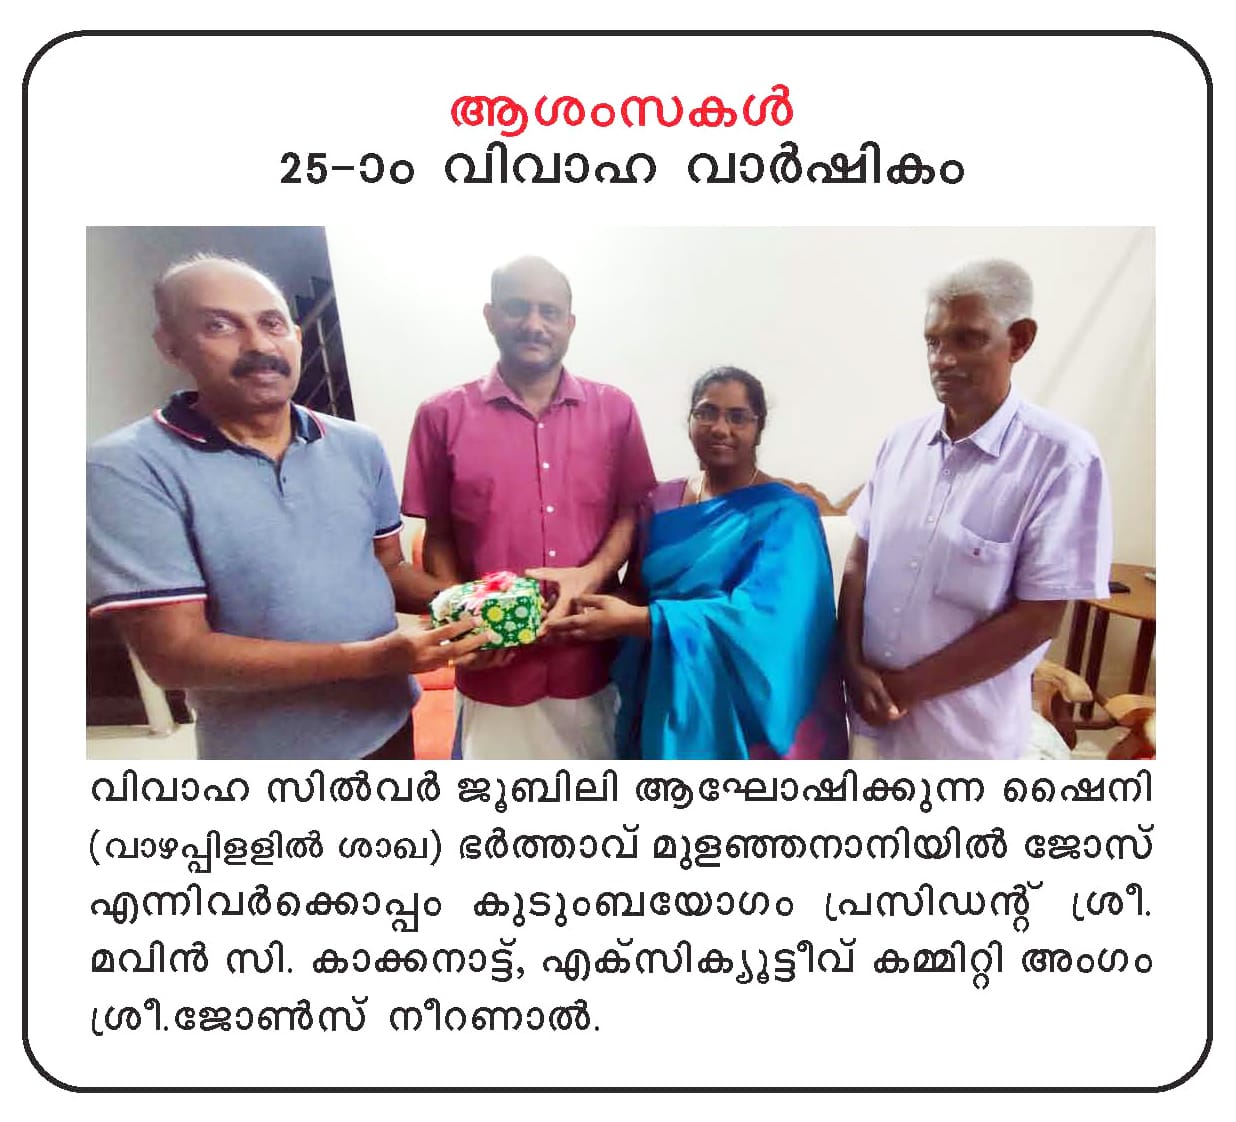 ആശംസകൾ
25-ാം വിവാഹ വാർഷികം
വിവാഹ സിൽവർ ജൂബിലി ആഘോഷിക്കുന്ന ഷൈനി
(വാഴപ്പിളളിൽ ശാഖ) ഭർത്താവ് മുളഞ്ഞനാനിയിൽ ജോസ്
എന്നിവർക്കൊപ്പം കുടുംബയോഗം പ്രസിഡന്റ് ശ്രീ.
മവിൻ സി. കാക്കനാട്ട്, എക്സിക്യൂട്ടീവ് കമ്മിറ്റി അംഗം
ശ്രീ.ജോൺസ് നീറണാൽ.